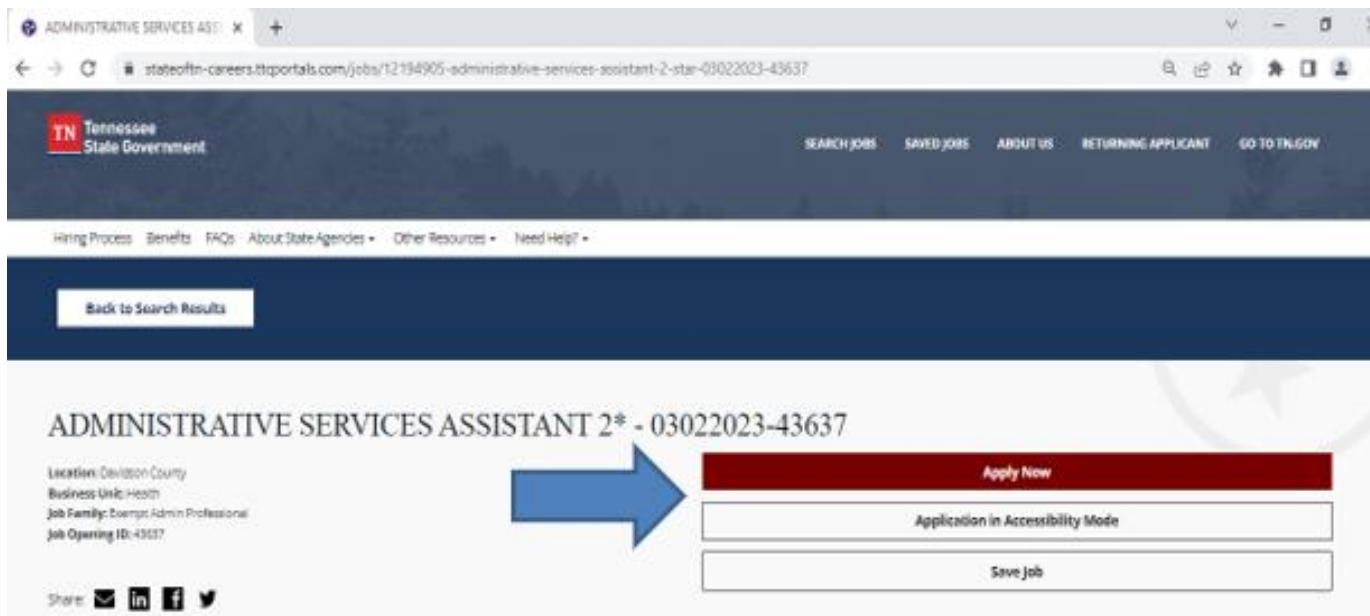 ADMINISTRATIVE SERVICES ASS
stateoftn-careers.ttcportals.com/jobs/12194905-administrative-services-assistant-2-star-03022023-43637
TN Tennessee State Government
SEARCH JOBS SAVED JOBS ABOUT US RETURNING APPLICANT GO TO TN.GOV
Hiring Process Benefits FAQs About State Agencies Other Resources Need Help?
Back to Search Results
ADMINISTRATIVE SERVICES ASSISTANT 2* - 03022023-43637
Location: Davidson County
Business Unit: Health
Job Family: Exempt Admin Professional
Job Opening ID: 43637
Apply Now
Application in Accessibility Mode
Save Job
Share: